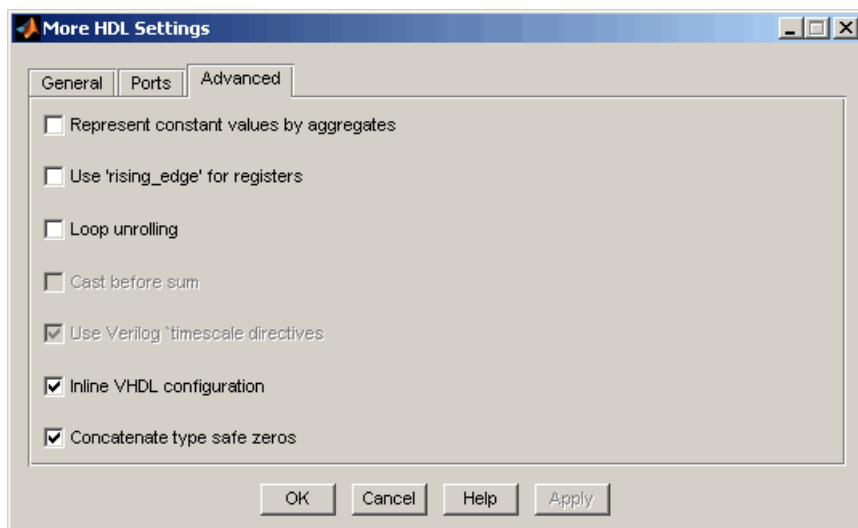 More HDL Settings
General Ports Advanced
Represent constant values by aggregates
Use 'rising_edge' for registers
Loop unrolling
Cast before sum
Use Verilog `timescale directives
Inline VHDL configuration
Concatenate type safe zeros
OK Cancel Help Apply